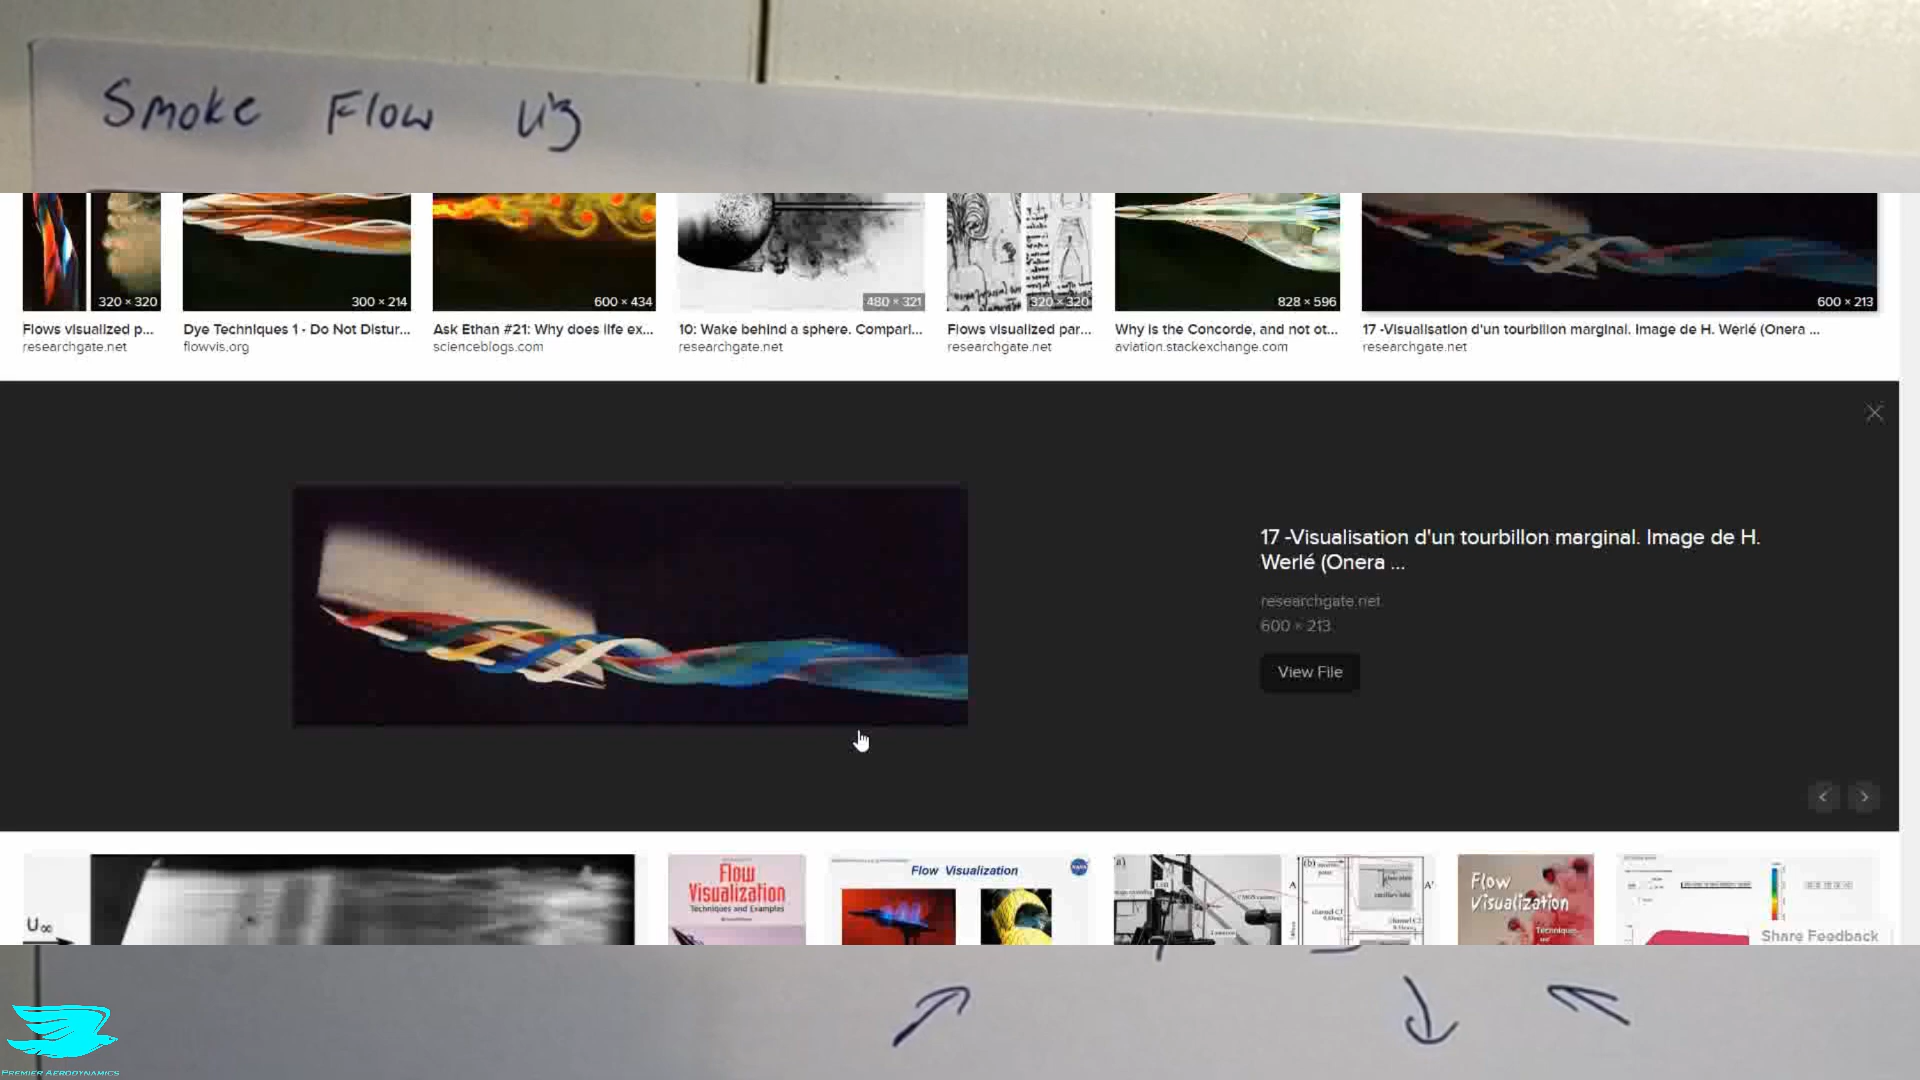 Smoke Flow Viz
320 × 320
300 × 214
600 × 434
480 × 321
320 × 320
828 × 596
600 × 213
Flows visualized p...
researchgate.net
Dye Techniques 1 - Do Not Distur...
flowvis.org
Ask Ethan #21: Why does life ex...
scienceblogs.com
10: Wake behind a sphere. Compari...
researchgate.net
Flows visualized par...
researchgate.net
Why is the Concorde, and not ot...
aviation.stackexchange.com
17 -Visualisation d'un tourbillon marginal. Image de H. Werlé (Onera ...
researchgate.net
17 -Visualisation d'un tourbillon marginal. Image de H.
Werlé (Onera ...
researchgate.net
600 × 213
View File
U∞
Flow
Visualization
Techniques and Examples
Flow Visualization
NASA
(a)
(b)
A
A'
Flow
Visualization
Techniques
Share Feedback
PREMIER AERODYNAMICS